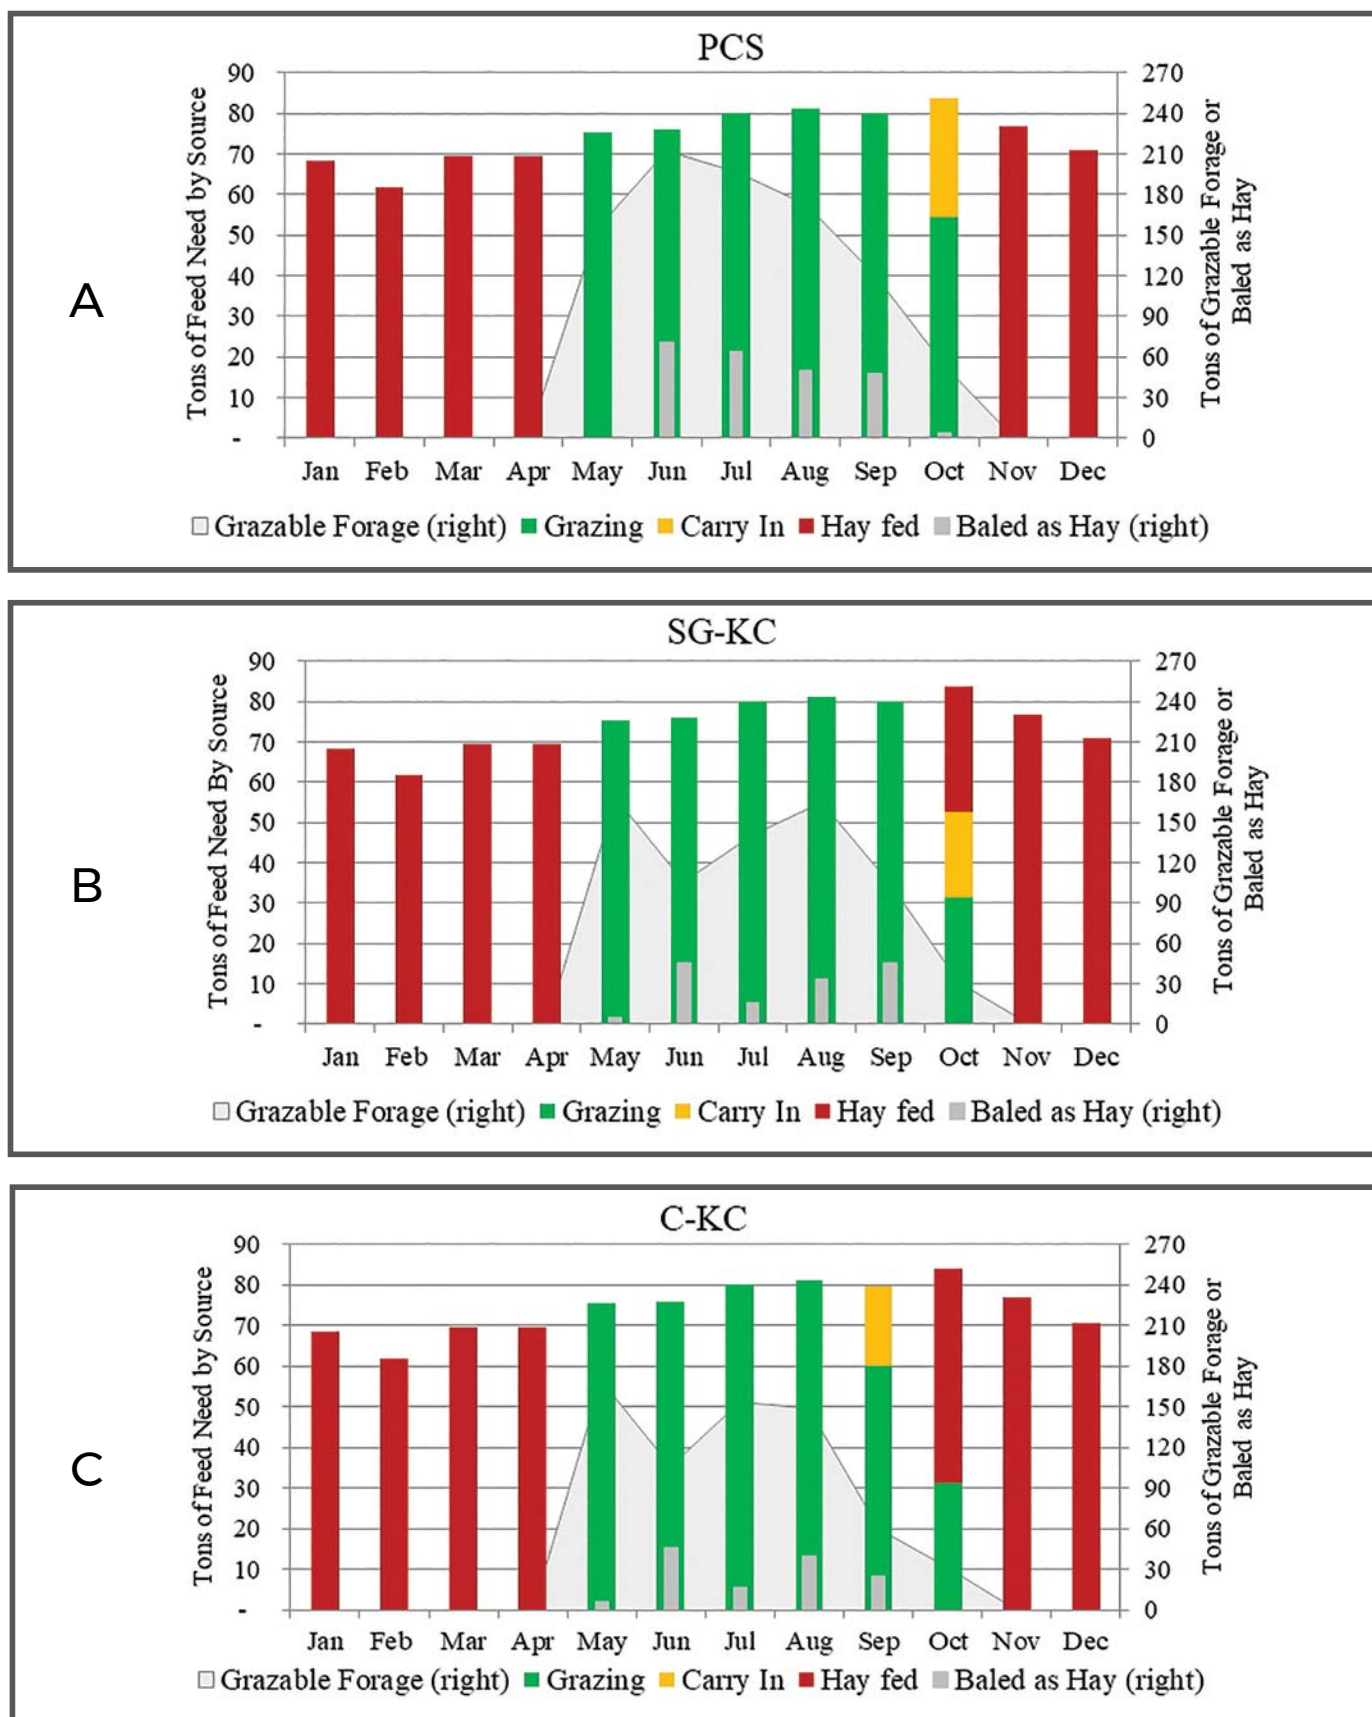 A
PCS
Tons of Feed Need by Source
90
80
70
60
50
40
30
20
10
-
270
240
210
180
150
120
90
60
30
0
Tons of Grazable Forage or
Baled as Hay
Jan Feb Mar Apr May Jun Jul Aug Sep Oct Nov Dec
Grazable Forage (right) Grazing Carry In Hay fed Baled as Hay (right)
B
SG-KC
Tons of Feed Need By Source
90
80
70
60
50
40
30
20
10
-
270
240
210
180
150
120
90
60
30
0
Tons of Grazable Forage or
Baled as Hay
Jan Feb Mar Apr May Jun Jul Aug Sep Oct Nov Dec
Grazable Forage (right) Grazing Carry In Hay fed Baled as Hay (right)
C
C-KC
Tons of Feed Need by Source
90
80
70
60
50
40
30
20
10
-
270
240
210
180
150
120
90
60
30
0
Tons of Grazable Forage or
Baled as Hay
Jan Feb Mar Apr May Jun Jul Aug Sep Oct Nov Dec
Grazable Forage (right) Grazing Carry In Hay fed Baled as Hay (right)